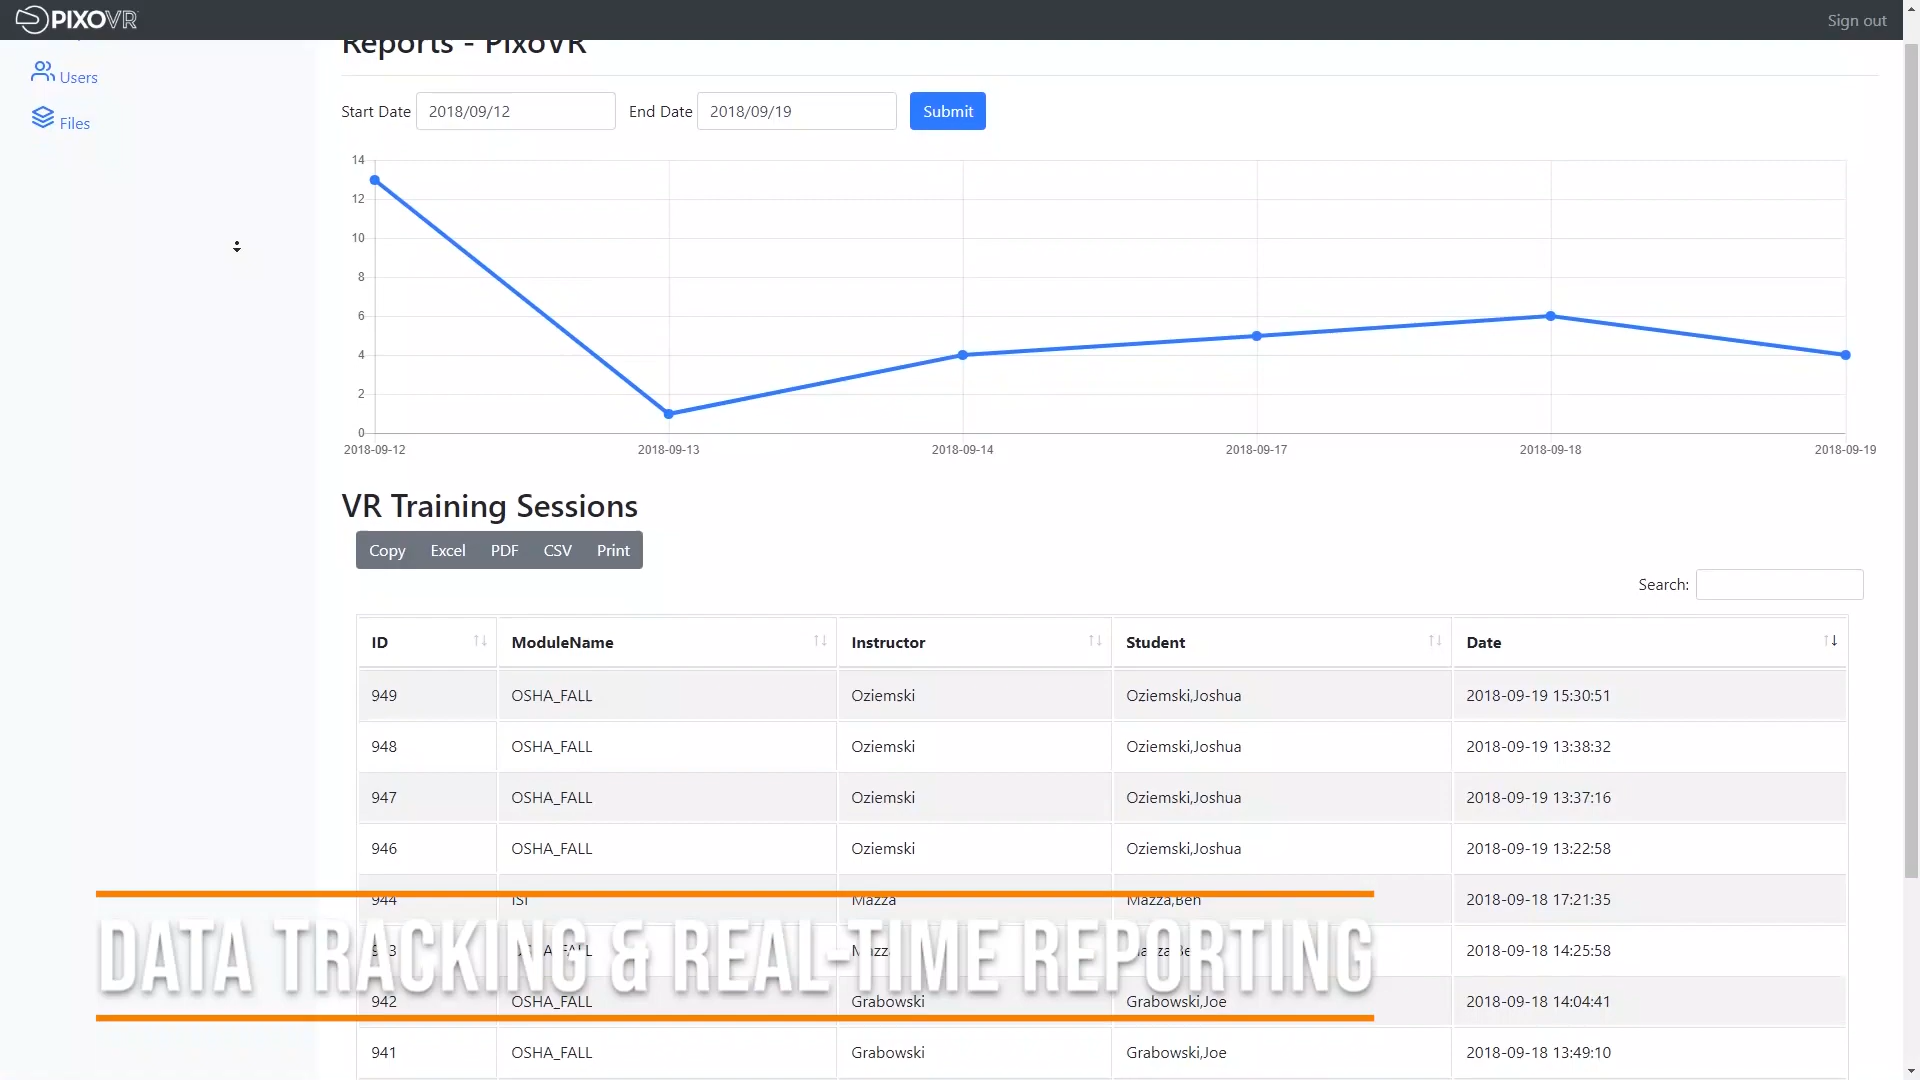 PIXOVR
Sign out
Reports - PixoVR
Users
Files
Start Date 2018/09/12 End Date 2018/09/19 Submit
14
12
10
8
6
4
2
0
2018-09-12 2018-09-13 2018-09-14 2018-09-17 2018-09-18 2018-09-19
VR Training Sessions
Copy Excel PDF CSV Print
Search:
ID ModuleName Instructor Student Date
949 OSHA_FALL Oziemski Oziemski,Joshua 2018-09-19 15:30:51
948 OSHA_FALL Oziemski Oziemski,Joshua 2018-09-19 13:38:32
947 OSHA_FALL Oziemski Oziemski,Joshua 2018-09-19 13:37:16
946 OSHA_FALL Oziemski Oziemski,Joshua 2018-09-19 13:22:58
944 ISI Mazza Mazza,Ben 2018-09-18 17:21:35
2018-09-18 14:25:58
DATA TRACKING & REAL-TIME REPORTING
942 OSHA_FALL Grabowski Grabowski,Joe 2018-09-18 14:04:41
941 OSHA_FALL Grabowski Grabowski,Joe 2018-09-18 13:49:10